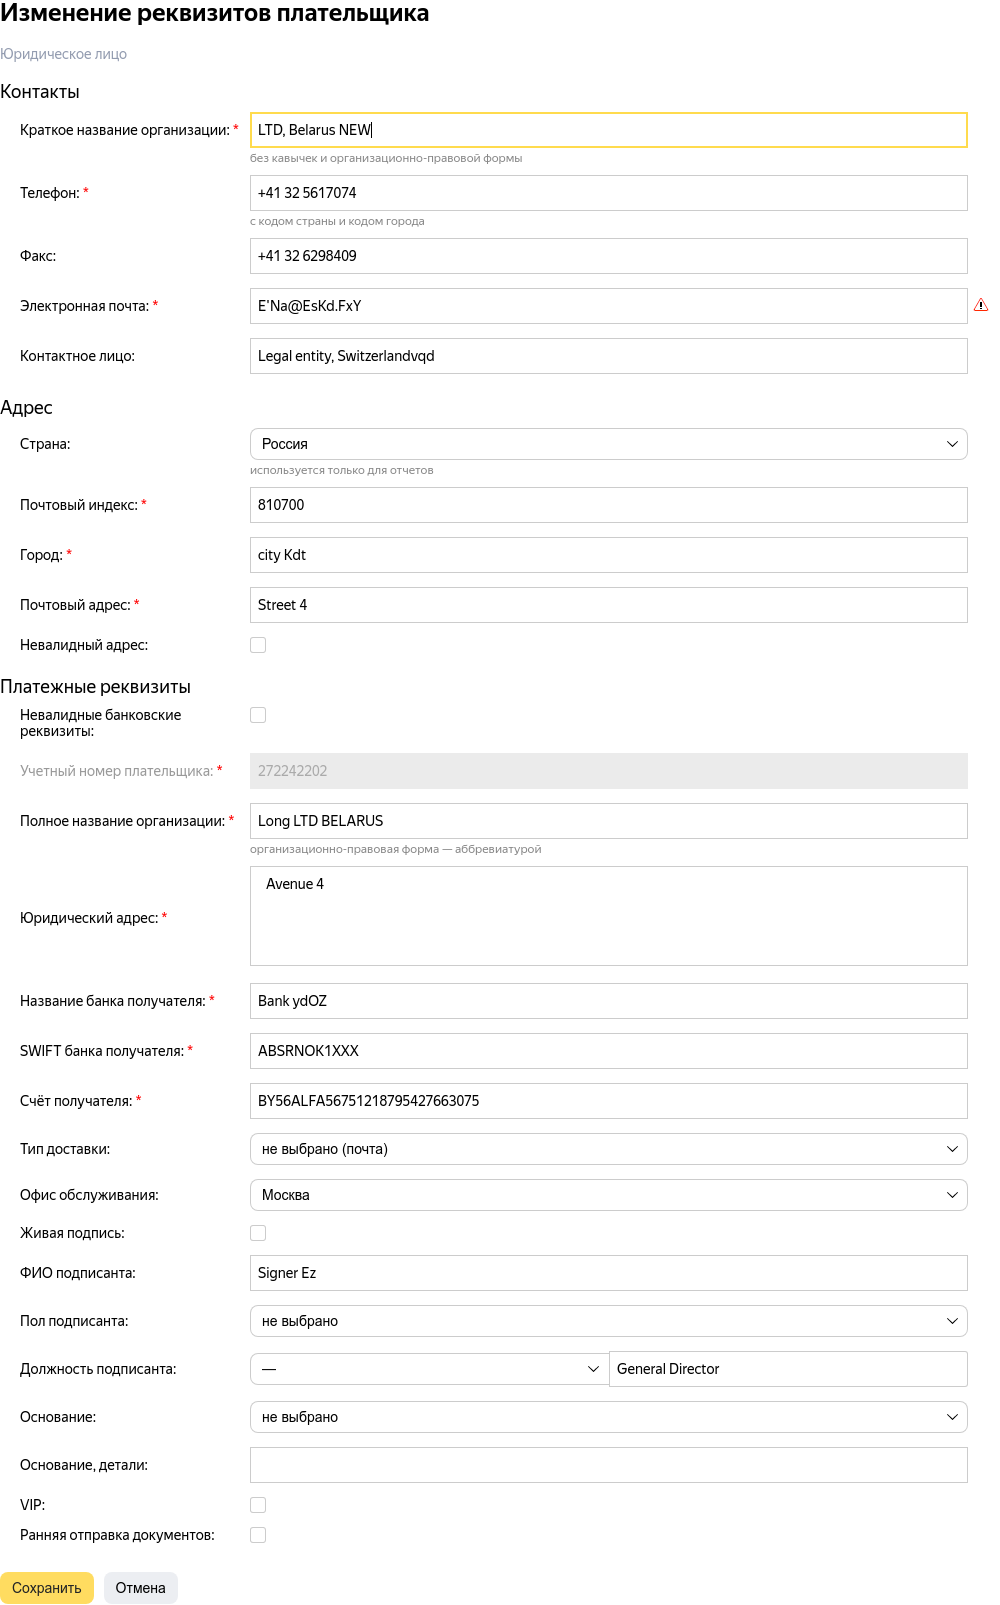 Изменение реквизитов плательщика
Юридическое лицо
Контакты
Краткое название организации: * LTD, Belarus NEW
без кавычек и организационно-правовой формы
Телефон: * +41 32 5617074
с кодом страны и кодом города
Факс: +41 32 6298409
Электронная почта: * E'Na@EsKd.FxY
Контактное лицо: Legal entity, Switzerlandvqd
Адрес
Страна: Россия
используется только для отчетов
Почтовый индекс: * 810700
Город: * city Kdt
Почтовый адрес: * Street 4
Невалидный адрес:
Платежные реквизиты
Невалидные банковские
реквизиты:
Учетный номер плательщика: * 272242202
Полное название организации: * Long LTD BELARUS
организационно-правовая форма — аббревиатурой
Юридический адрес: * Avenue 4
Название банка получателя: * Bank ydOZ
SWIFT банка получателя: * ABSRNOK1XXX
Счёт получателя: * BY56ALFA56751218795427663075
Тип доставки: не выбрано (почта)
Офис обслуживания: Москва
Живая подпись:
ФИО подписанта: Signer Ez
Пол подписанта: не выбрано
Должность подписанта: — General Director
Основание: не выбрано
Основание, детали:
VIP:
Ранняя отправка документов:
Сохранить Отмена